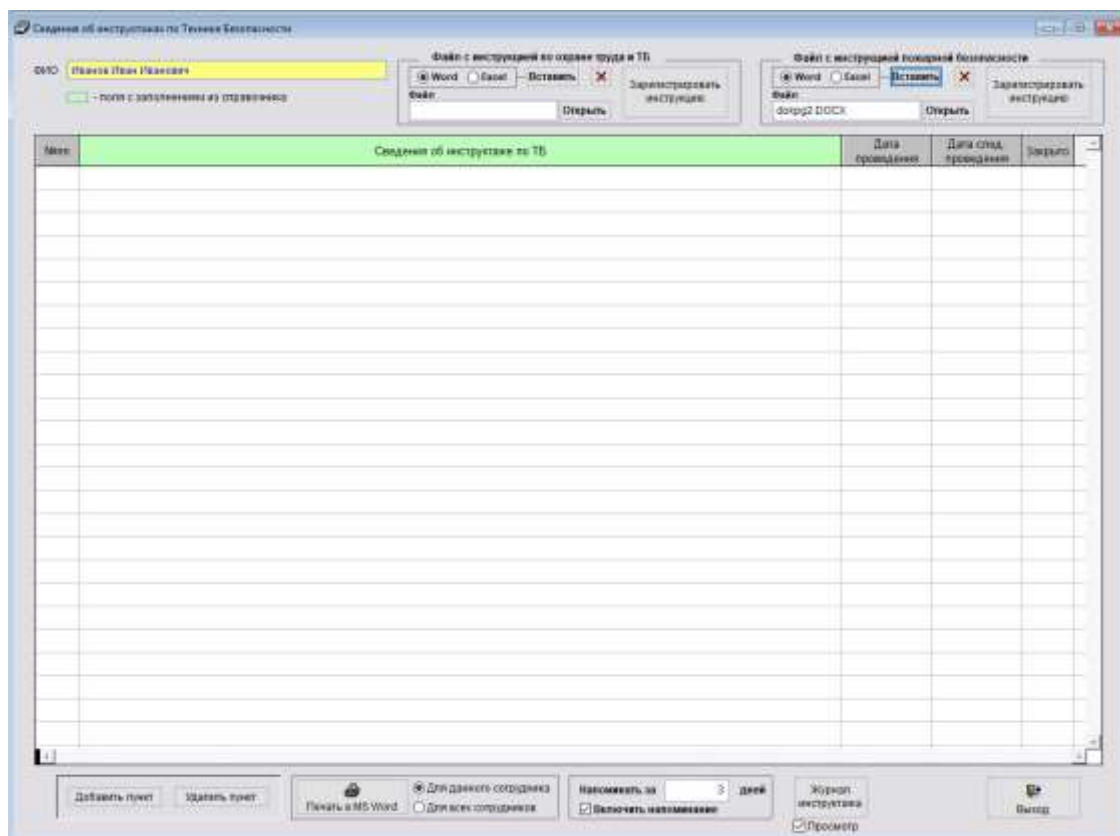 Сведения об инструктажах по Технике Безопасности
ФИО Иванов Иван Иванович
- поля с заполнением из справочника
Файл с инструкцией по охране труда и ТБ
Word Excel Вставить
Файл
Открыть
Зарегистрировать инструкцию
Файл с инструкцией пожарной безопасности
Word Excel Вставить
Файл
dokpg2.DOCX Открыть
Зарегистрировать инструкцию
Сведения об инструктаже по ТБ
Дата проведения
Дата след. проведения
Закрыто
Добавить пункт Удалить пункт
Печать в MS Word
Для данного сотрудника
Для всех сотрудников
Напоминать за 3 дней
Включить напоминание
Журнал инструктажа
Просмотр
Выход